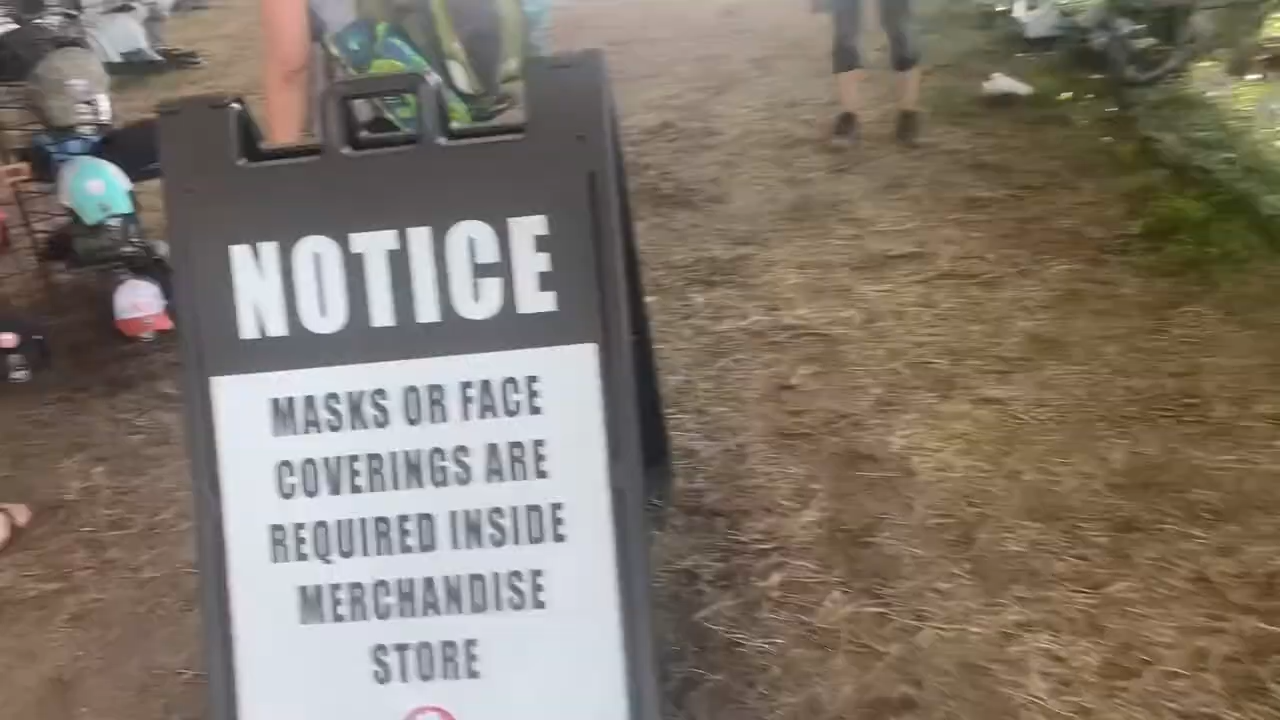 NOTICE
MASKS OR FACE
COVERINGS ARE
REQUIRED INSIDE
MERCHANDISE
STORE